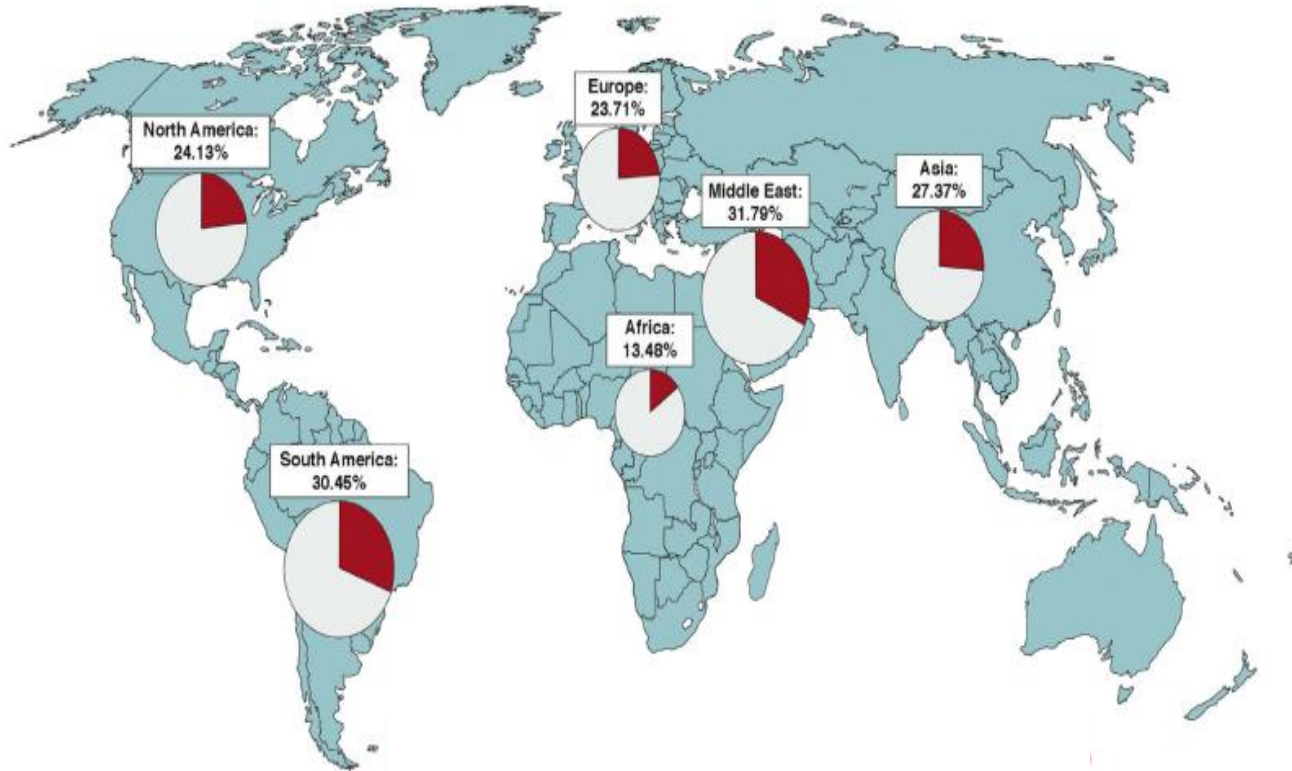 Europe:
23.71%
North America:
24.13%
Asia:
27.37%
Middle East:
31.79%
Africa:
13.48%
South America:
30.45%